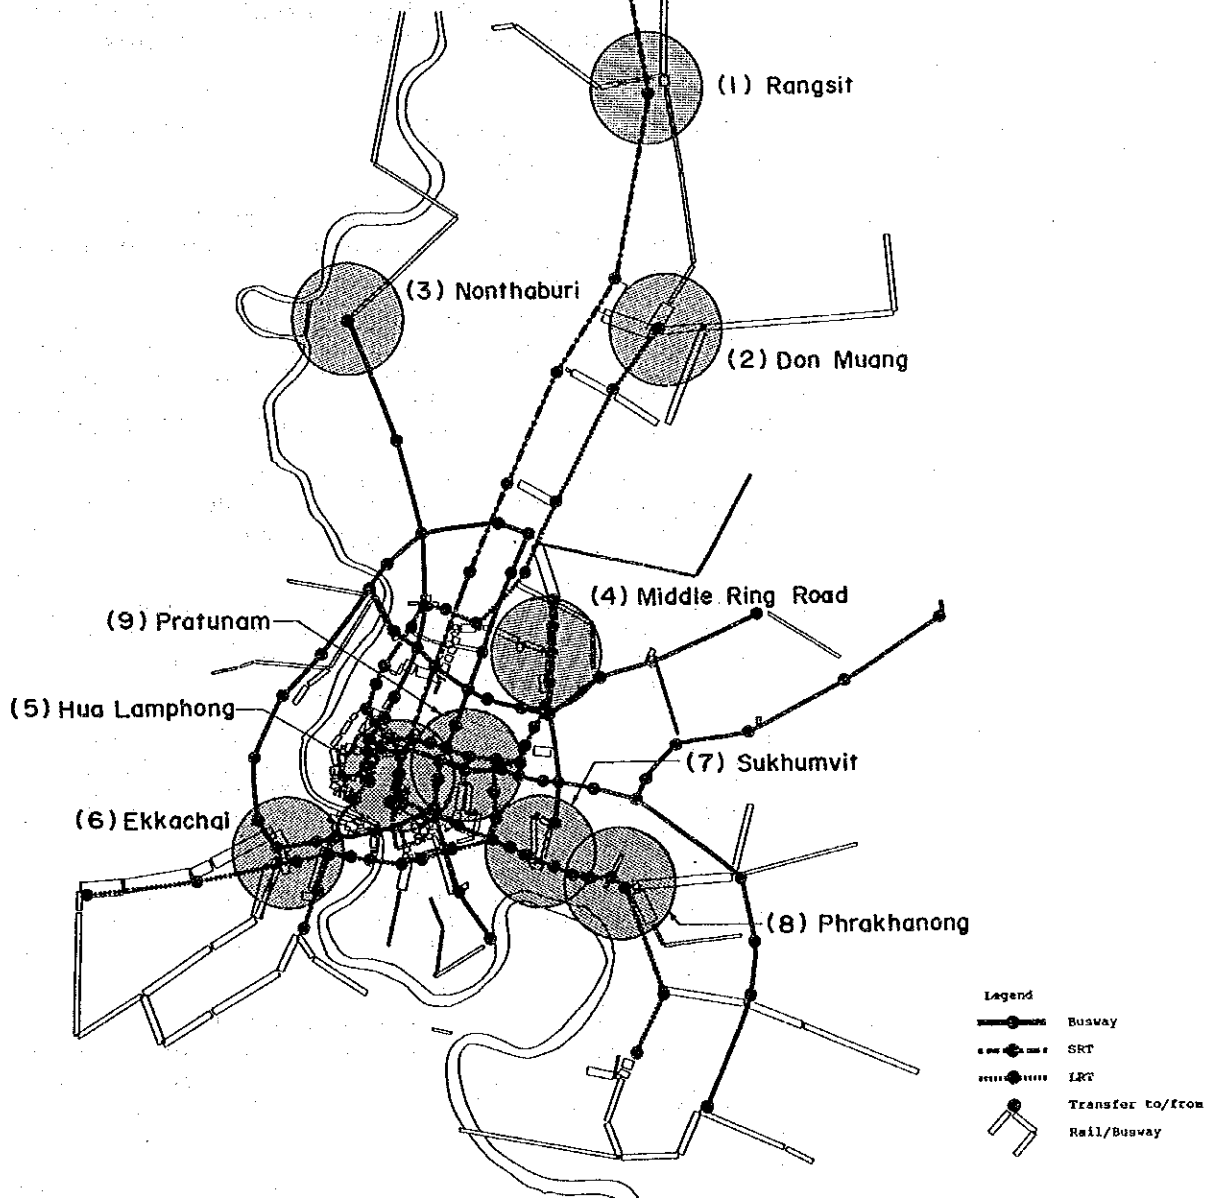 (1) Rangsit
(3) Nonthaburi
(2) Don Muang
(4) Middle Ring Road
(9) Pratunam
(5) Hua Lamphong
(7) Sukhumvit
(6) Ekkachai
(8) Phrakhanong
Legend
Busway
SRT
LRT
Transfer to/from
Rail/Busway